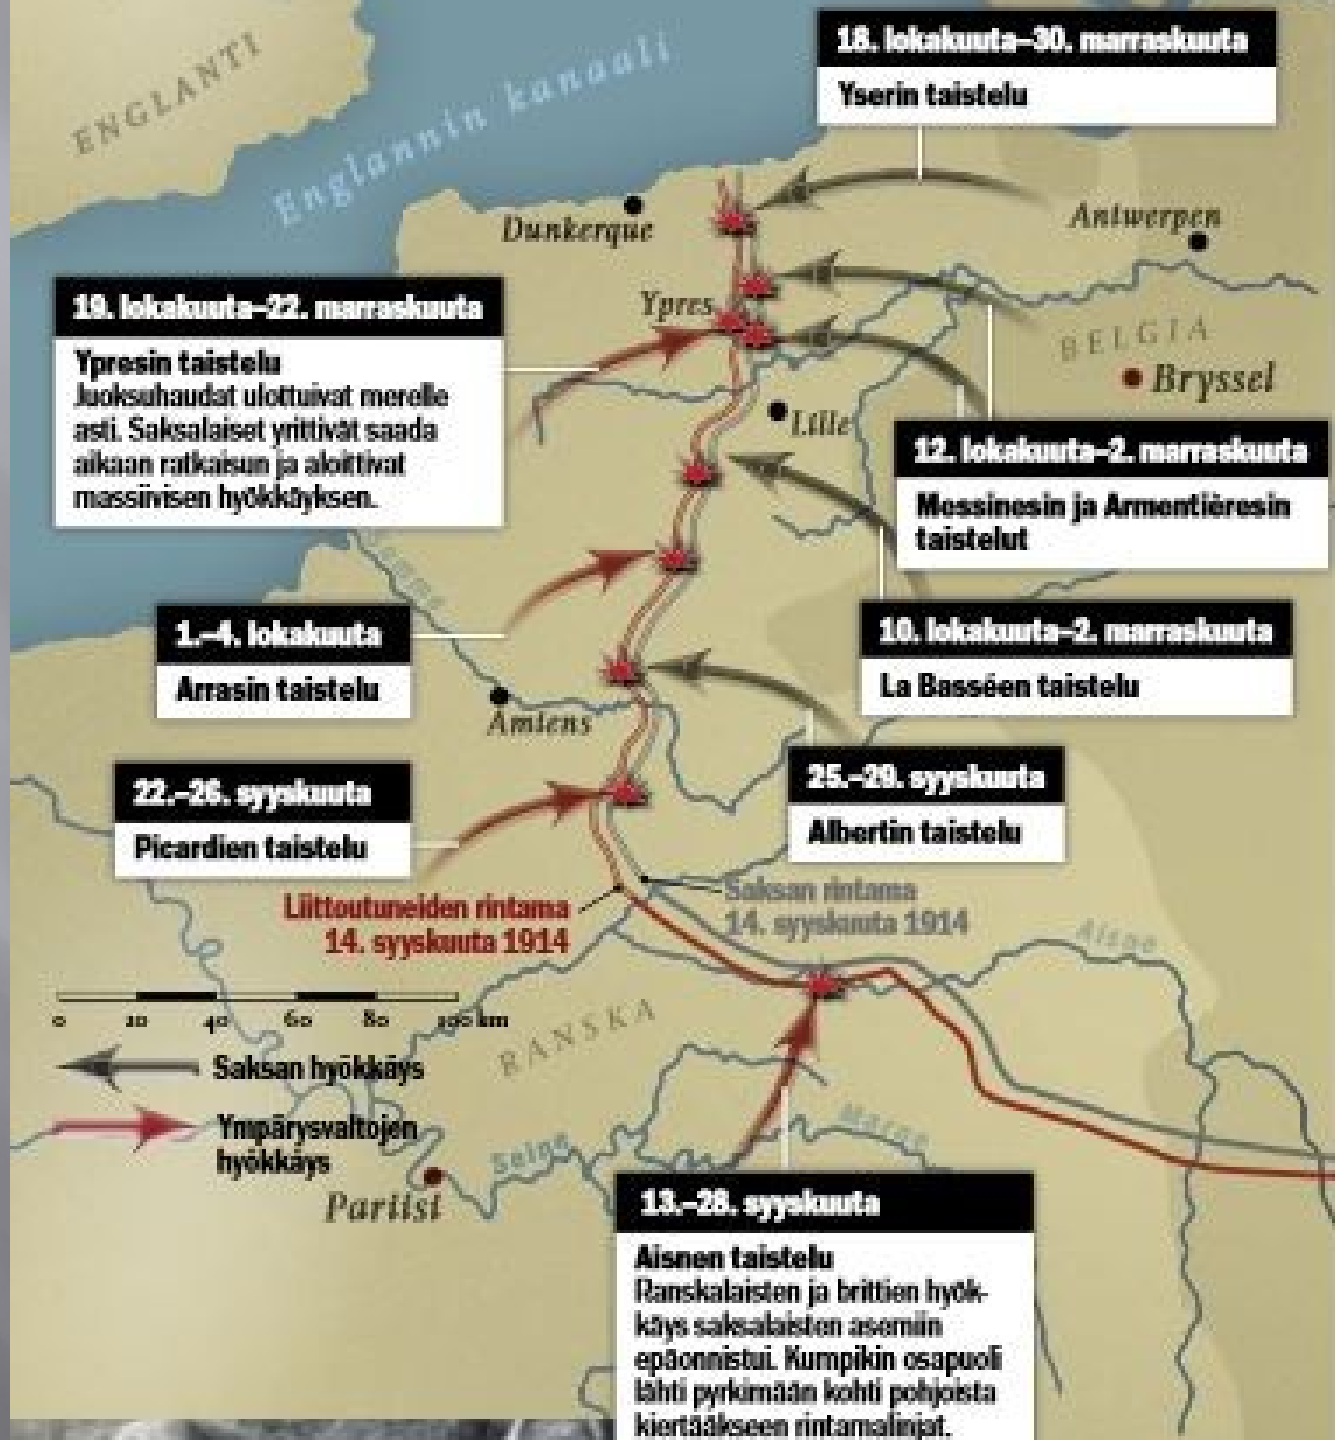 ENGLANTI
Englannin kanaali
18. lokakuuta–30. marraskuuta
Yserin taistelu
Dunkerque
Antwerpen
19. lokakuuta–22. marraskuuta
Ypresin taistelu
Juoksuhaudat ulottuivat merelle
asti. Saksalaiset yrittivät saada
aikaan ratkaisun ja aloittivat
massiivisen hyökkäyksen.
Ypres
BELGIA
Bryssel
Lille
12. lokakuuta–2. marraskuuta
Messinesin ja Armentièresin
taistelut
1.–4. lokakuuta
Arrasin taistelu
10. lokakuuta–2. marraskuuta
La Basséen taistelu
Amiens
22.–26. syyskuuta
Picardien taistelu
25.–29. syyskuuta
Albertin taistelu
Liittoutuneiden rintama
14. syyskuuta 1914
Saksan rintama
14. syyskuuta 1914
Aisne
0 20 40 60 80 100 km
RANSKA
Saksan hyökkäys
Ympärysvaltojen
hyökkäys
Marne
Seine
Pariisi
13.–28. syyskuuta
Aisnen taistelu
Ranskalaisten ja brittien hyök-
käys saksalaisten asemiin
epäonnistui. Kumpikin osapuoli
lähti pyrkimään kohti pohjoista
kiertääkseen rintamalinjat.